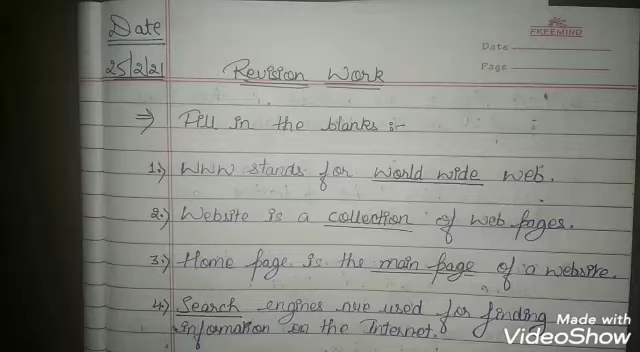 Date
25/2/21
FREEMIND
Date
Page
Revision Work
⇒ Fill in the blanks :-
1.) WWW stands for world wide web.
2.) Website is a collection of web pages.
3.) Home page is the main page of a website.
4.) Search engines are used for finding
information on the Internet.
Made with
VideoShow